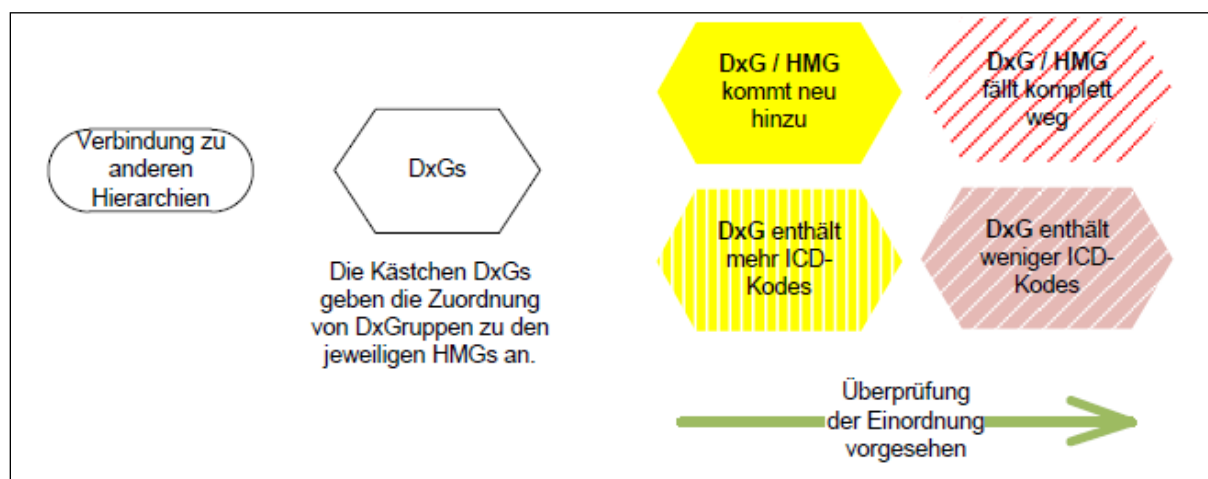 Verbindung zu
anderen
Hierarchien
DxGs
Die Kästchen DxGs
geben die Zuordnung
von DxGruppen zu den
jeweiligen HMGs an.
DxG / HMG
kommt neu
hinzu
DxG / HMG
fällt komplett
weg
DxG enthält
mehr ICD-
Kodes
DxG enthält
weniger ICD-
Kodes
Überprüfung
der Einordnung
vorgesehen